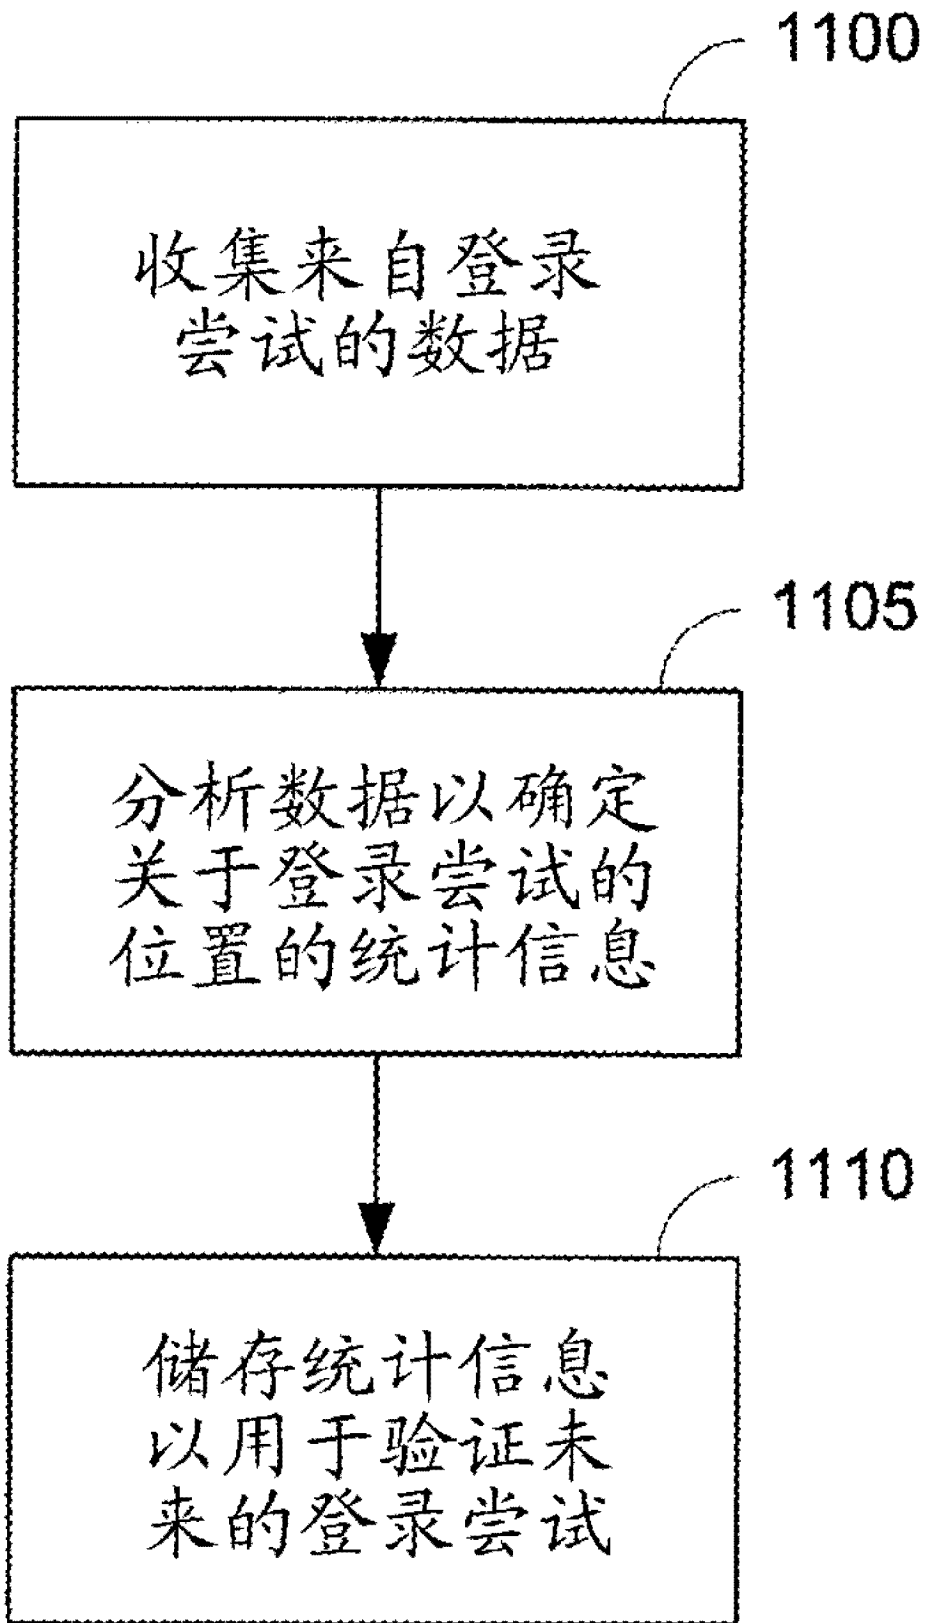 1100
收集来自登录
尝试的数据
1105
分析数据以确定
关于登录尝试的
位置的统计信息
1110
储存统计信息
以用于验证未
来的登录尝试